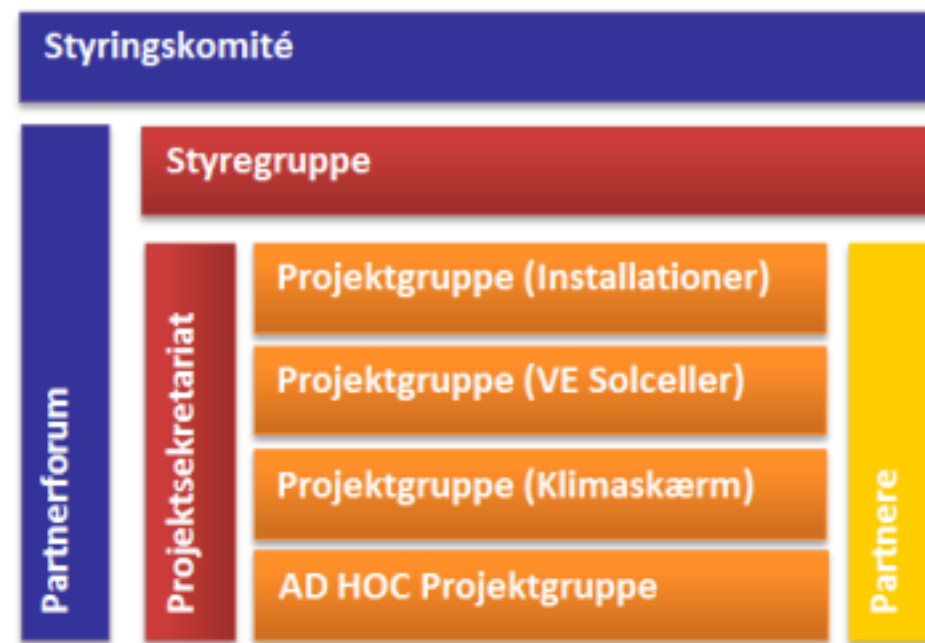 Styringskomité
Styregruppe
Partnerforum
Projektsekretariat
Projektgruppe (Installationer)
Projektgruppe (VE Solceller)
Projektgruppe (Klimaskærm)
AD HOC Projektgruppe
Partnere